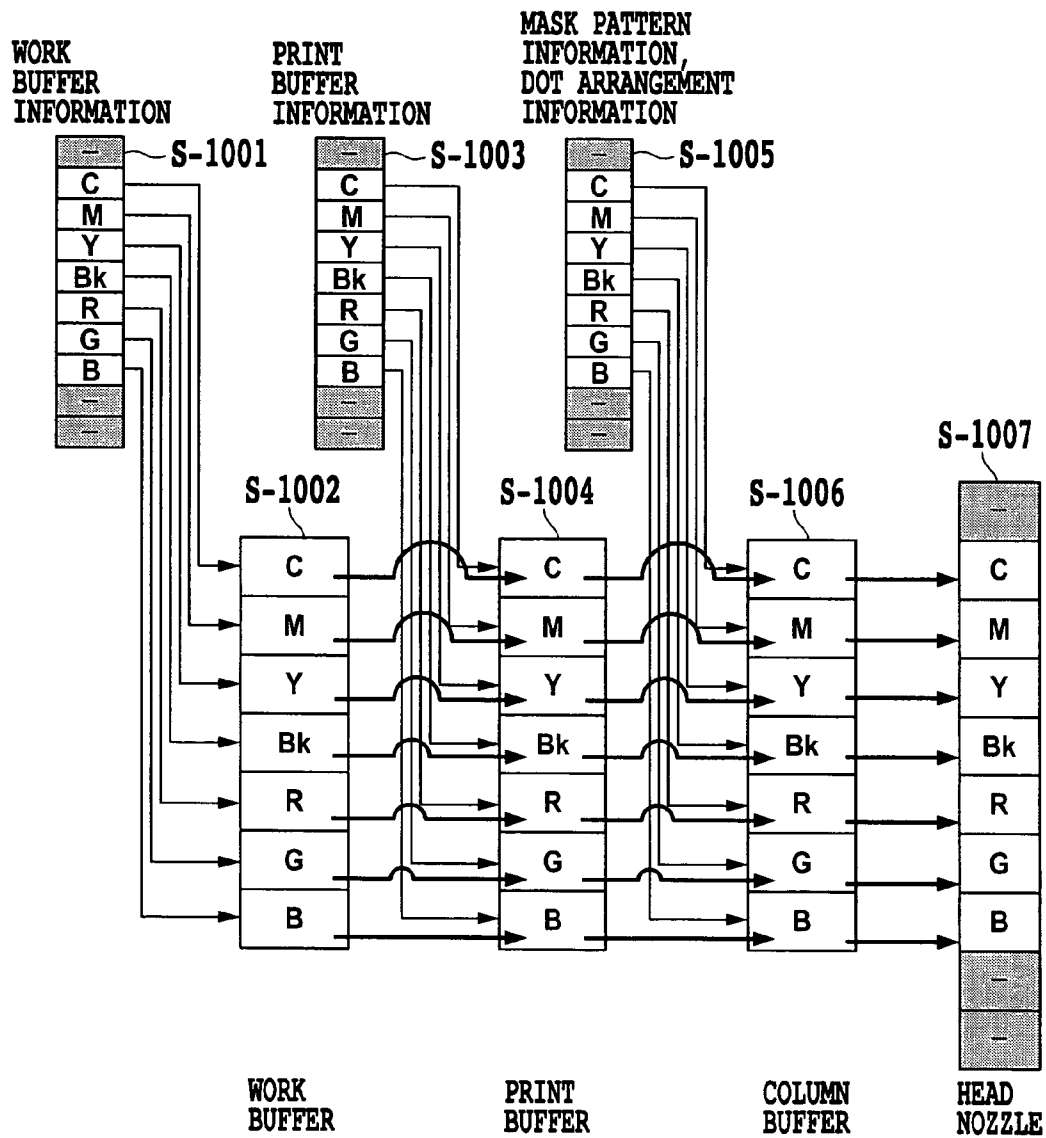 WORK
BUFFER
INFORMATION
PRINT
BUFFER
INFORMATION
MASK PATTERN
INFORMATION,
DOT ARRANGEMENT
INFORMATION
–
C
M
Y
Bk
R
G
B
–
–
S-1001
–
C
M
Y
Bk
R
G
B
–
–
S-1003
–
C
M
Y
Bk
R
G
B
–
–
S-1005
S-1002
C
M
Y
Bk
R
G
B
S-1004
C
M
Y
Bk
R
G
B
S-1006
C
M
Y
Bk
R
G
B
S-1007
–
C
M
Y
Bk
R
G
B
–
–
WORK
BUFFER
PRINT
BUFFER
COLUMN
BUFFER
HEAD
NOZZLE